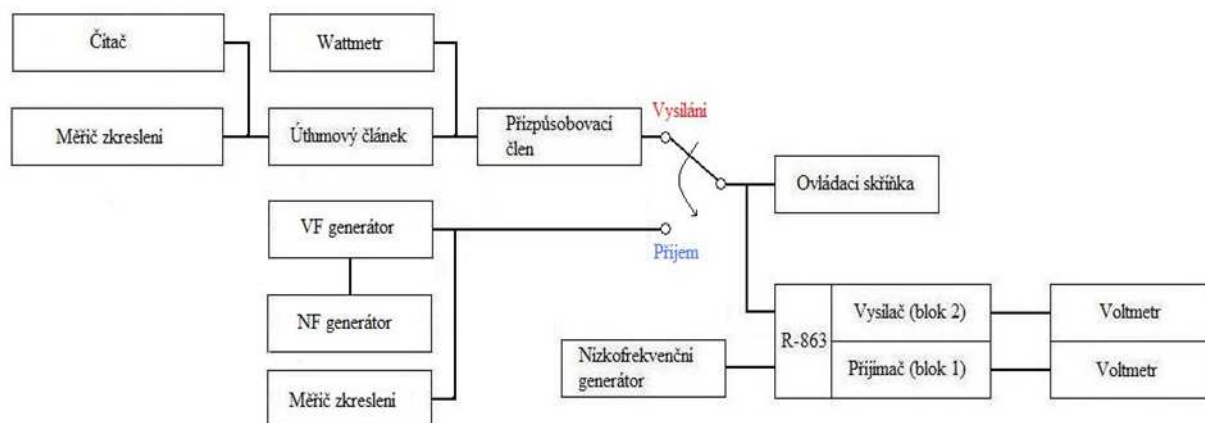 Čítač
Wattmetr
Měřič zkreslení
Útlumový článek
Přizpůsobovací
člen
Vysílání
Ovládací skříňka
VF generátor
Příjem
NF generátor
Měřič zkreslení
Nízkofrekvenční
generátor
R-863
Vysílač (blok 2)
Voltmetr
Přijímač (blok 1)
Voltmetr